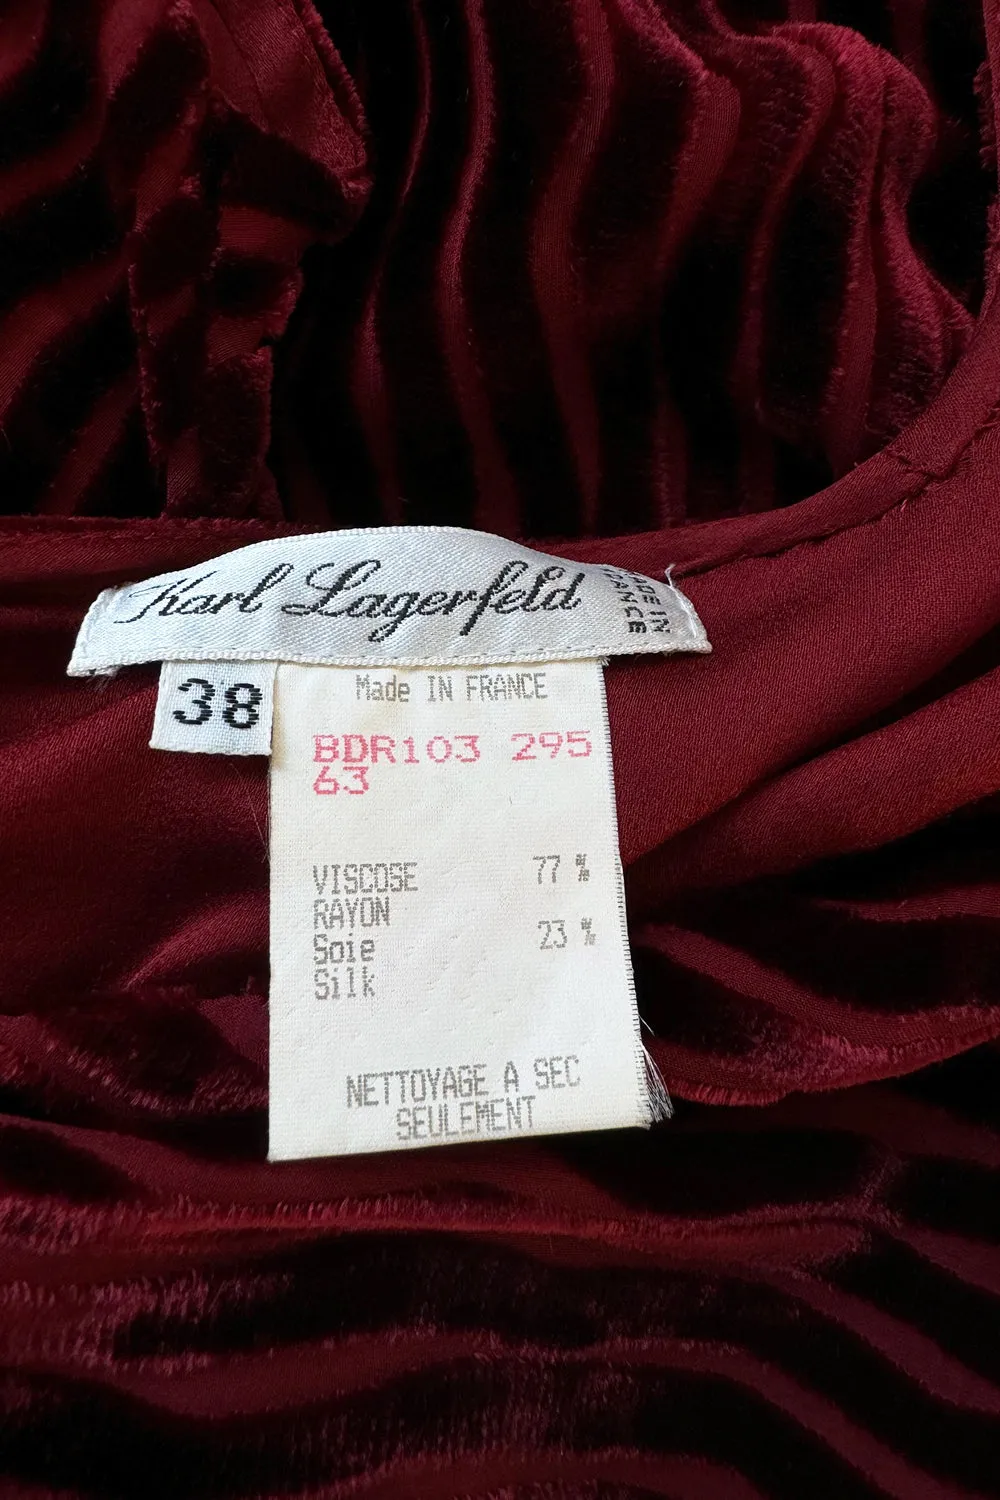 Karl Lagerfeld
MADE IN
FRANCE
38
Made IN FRANCE
BDR103 295
63
VISCOSE 77 %
RAYON
Soie 23 %
Silk
NETTOYAGE A SEC
SEULEMENT